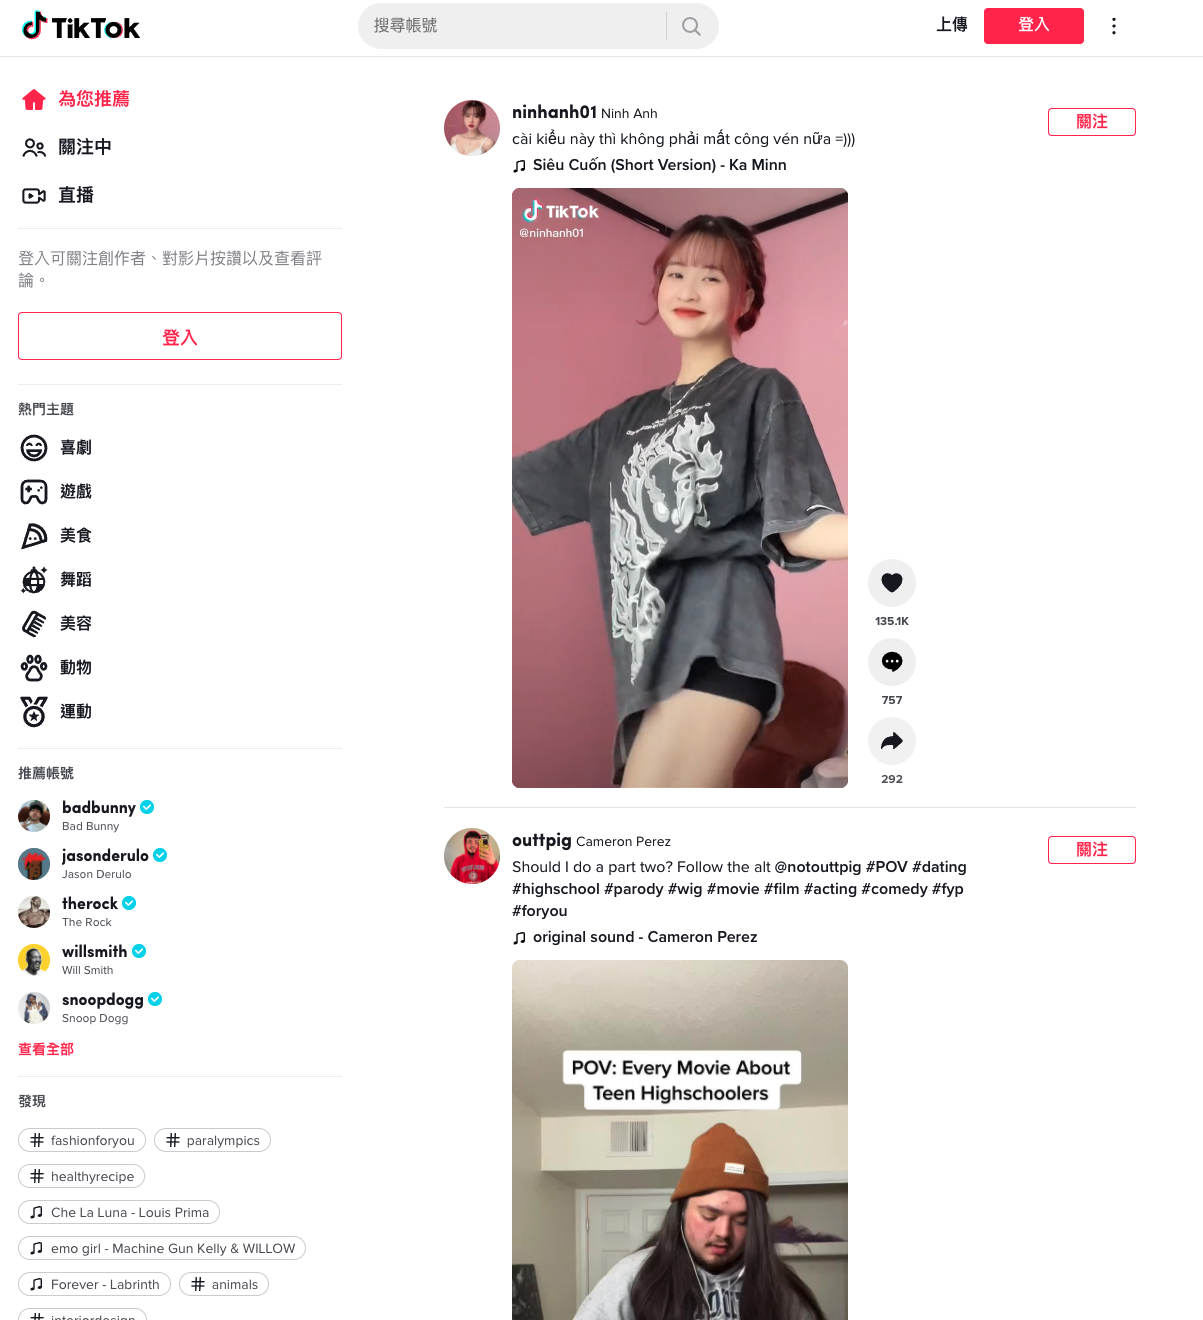 TikTok
搜尋帳號
上傳
登入
為您推薦
關注中
直播
登入可關注創作者、對影片按讚以及查看評
論。
登入
熱門主題
喜劇
遊戲
美食
舞蹈
美容
動物
運動
推薦帳號
badbunny
Bad Bunny
jasonderulo
Jason Derulo
therock
The Rock
willsmith
Will Smith
snoopdogg
Snoop Dogg
查看全部
發現
# fashionforyou
# paralympics
# healthyrecipe
Che La Luna - Louis Prima
emo girl - Machine Gun Kelly & WILLOW
Forever - Labrinth
# animals
# interiordesign
ninhanh01 Ninh Anh
關注
cài kiểu này thì không phải mất công vén nữa =)))
Siêu Cuốn (Short Version) - Ka Minn
TikTok
@ninhanh01
135.1K
757
292
outtpig Cameron Perez
關注
Should I do a part two? Follow the alt @notouttpig #POV #dating
#highschool #parody #wig #movie #film #acting #comedy #fyp
#foryou
original sound - Cameron Perez
POV: Every Movie About
Teen Highschoolers